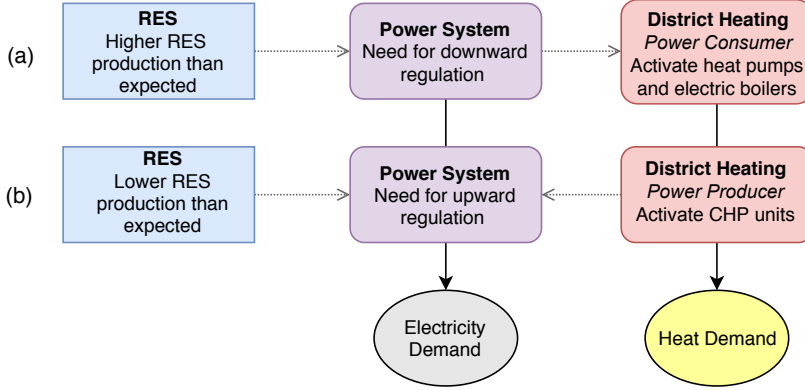 (a)
RES
Higher RES
production than
expected
Power System
Need for downward
regulation
District Heating
Power Consumer
Activate heat pumps
and electric boilers
(b)
RES
Lower RES
production than
expected
Power System
Need for upward
regulation
District Heating
Power Producer
Activate CHP units
Electricity
Demand
Heat Demand